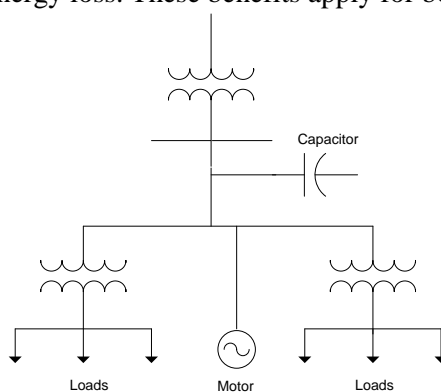 nergy loss. These benefits apply for b
Capacitor
Loads
Motor
Loads